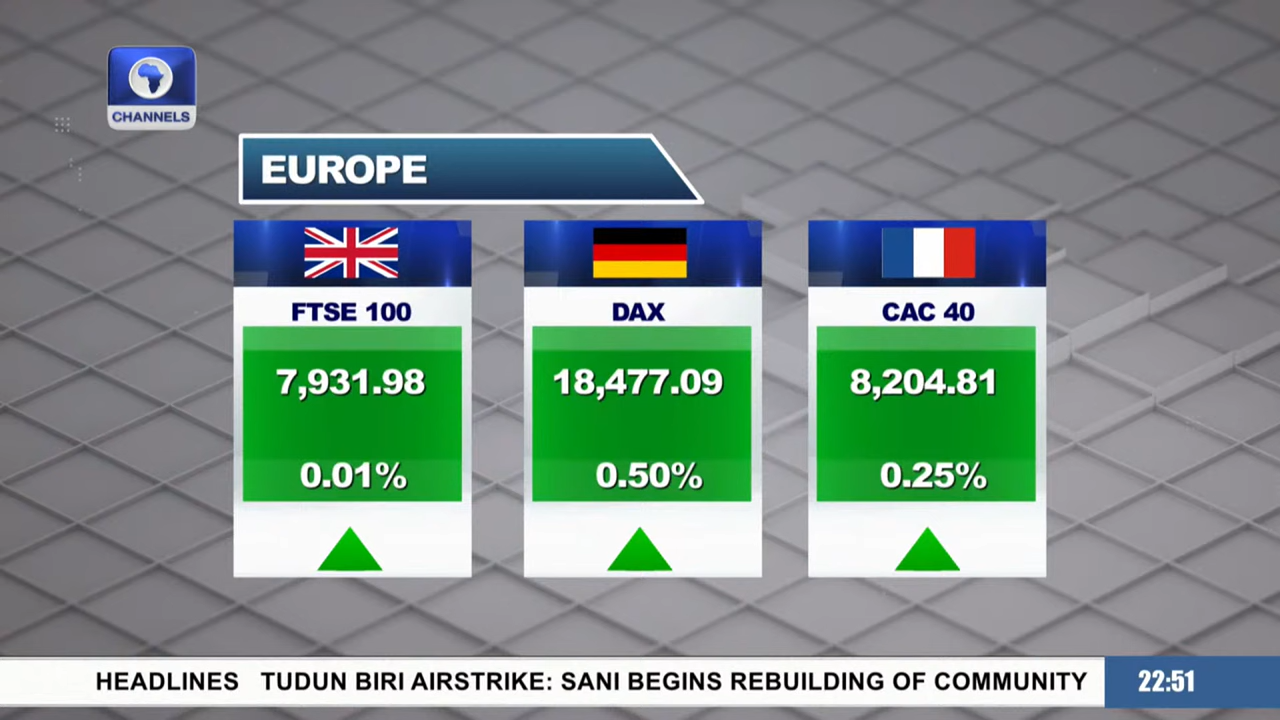 CHANNELS
EUROPE
FTSE 100
7,931.98
0.01%
DAX
18,477.09
0.50%
CAC 40
8,204.81
0.25%
HEADLINES TUDUN BIRI AIRSTRIKE: SANI BEGINS REBUILDING OF COMMUNITY
22:51